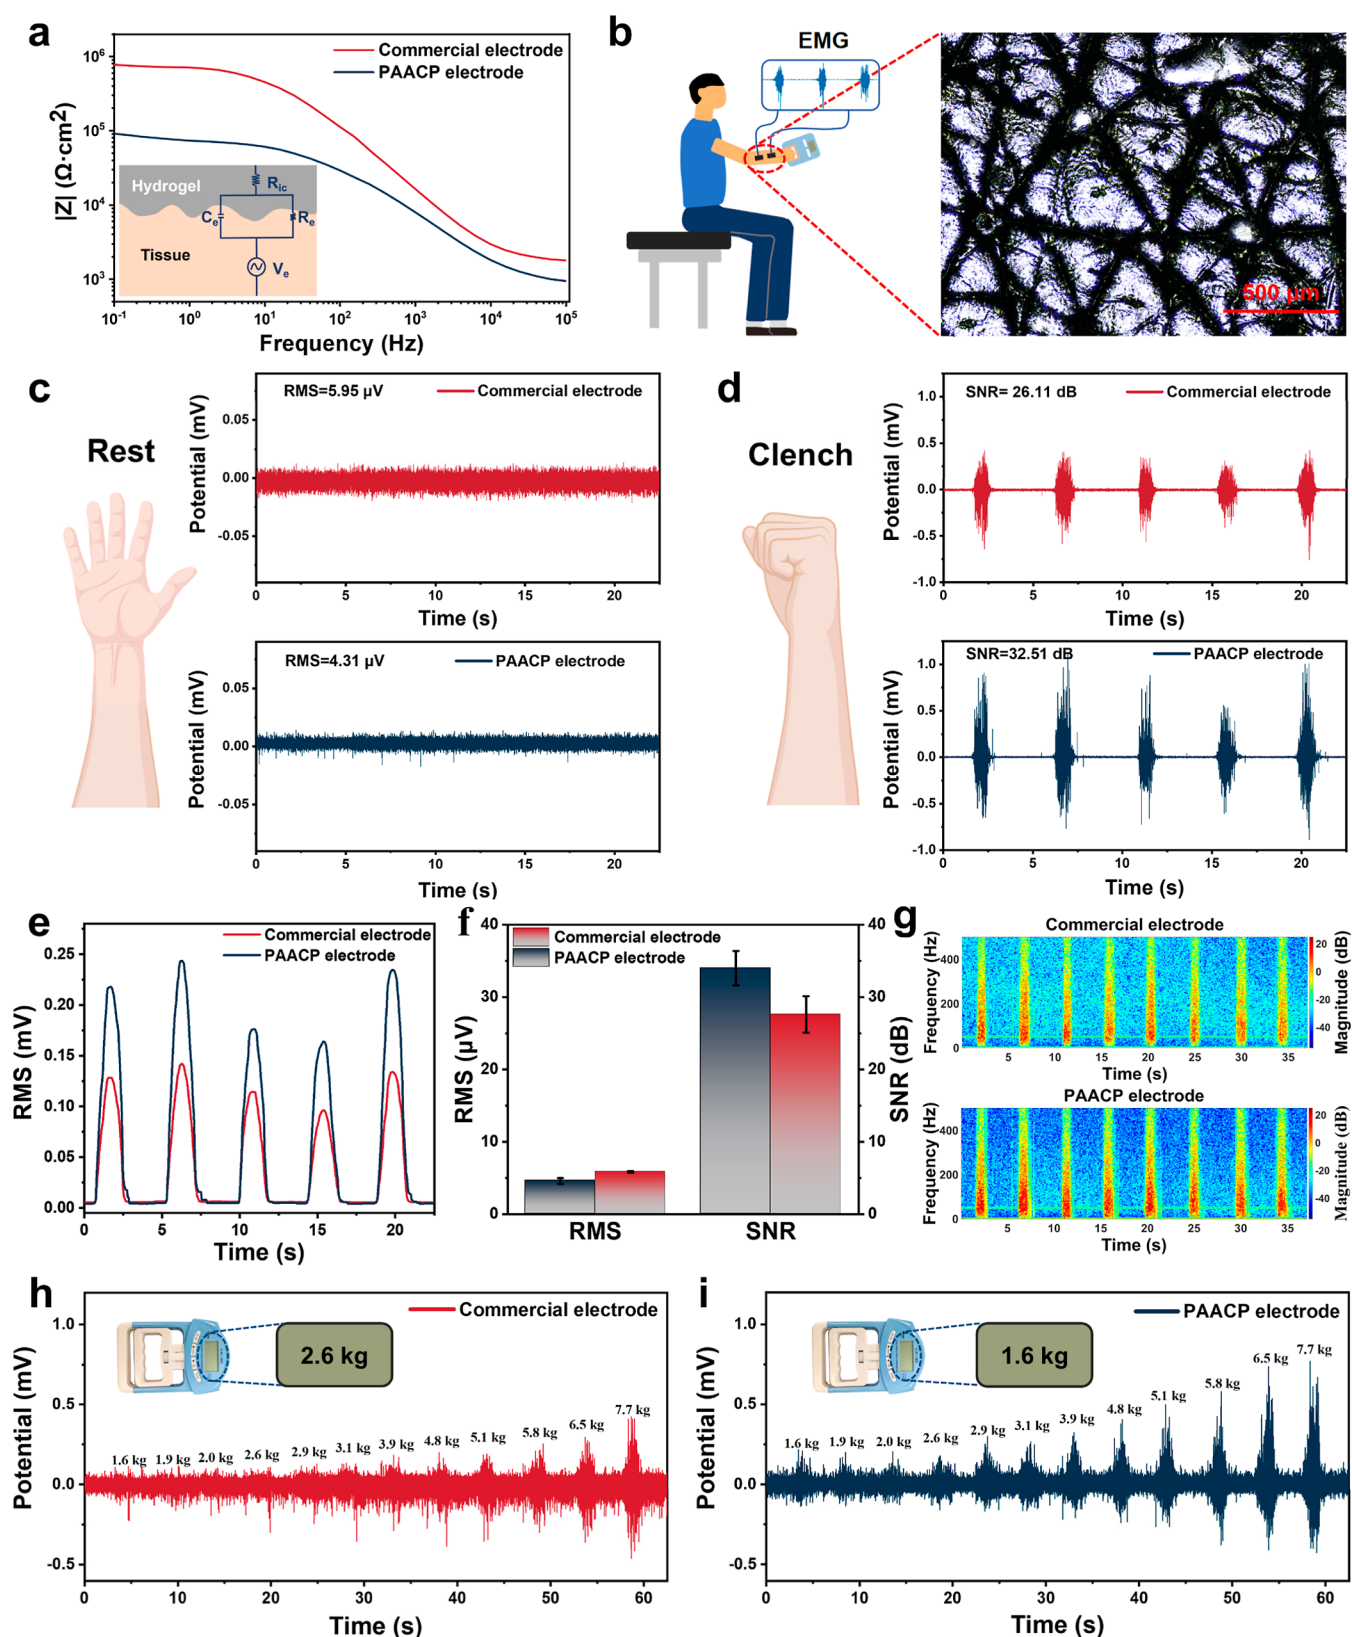 a
Commercial electrode
PAACP electrode
|Z| (Ω·cm2)
10⁶
10⁵
10⁴
10³
Hydrogel
Tissue
Rᵢc
Cₑ
Rₑ
Vₑ
10⁻¹ 10⁰ 10¹ 10² 10³ 10⁴ 10⁵
Frequency (Hz)
b
EMG
500 μm
c
Rest
RMS=5.95 μV
Commercial electrode
Potential (mV)
0.05
0.00
-0.05
0 5 10 15 20
Time (s)
RMS=4.31 μV
PAACP electrode
Potential (mV)
0.05
0.00
-0.05
0 5 10 15 20
Time (s)
d
Clench
SNR= 26.11 dB
Commercial electrode
Potential (mV)
1.0
0.5
0.0
-0.5
-1.0
0 5 10 15 20
Time (s)
SNR=32.51 dB
PAACP electrode
Potential (mV)
1.0
0.5
0.0
-0.5
-1.0
0 5 10 15 20
Time (s)
e
Commercial electrode
PAACP electrode
RMS (mV)
0.25
0.20
0.15
0.10
0.05
0.00
0 5 10 15 20
Time (s)
f
Commercial electrode
PAACP electrode
RMS (μV)
40
30
20
10
0
SNR (dB)
40
30
20
10
0
RMS SNR
g
Commercial electrode
Frequency (Hz)
400
200
0
5 10 15 20 25 30 35
Time (s)
20
0
-20
-40
Magnitude (dB)
PAACP electrode
Frequency (Hz)
400
200
0
5 10 15 20 25 30 35
Time (s)
20
0
-20
-40
Magnitude (dB)
h
Commercial electrode
2.6 kg
Potential (mV)
1.0
0.5
0.0
-0.5
1.6 kg 1.9 kg 2.0 kg 2.6 kg 2.9 kg 3.1 kg 3.9 kg 4.8 kg 5.1 kg 5.8 kg 6.5 kg 7.7 kg
0 10 20 30 40 50 60
Time (s)
i
PAACP electrode
1.6 kg
Potential (mV)
1.0
0.5
0.0
-0.5
1.6 kg 1.9 kg 2.0 kg 2.6 kg 2.9 kg 3.1 kg 3.9 kg 4.8 kg 5.1 kg 5.8 kg 6.5 kg 7.7 kg
0 10 20 30 40 50 60
Time (s)